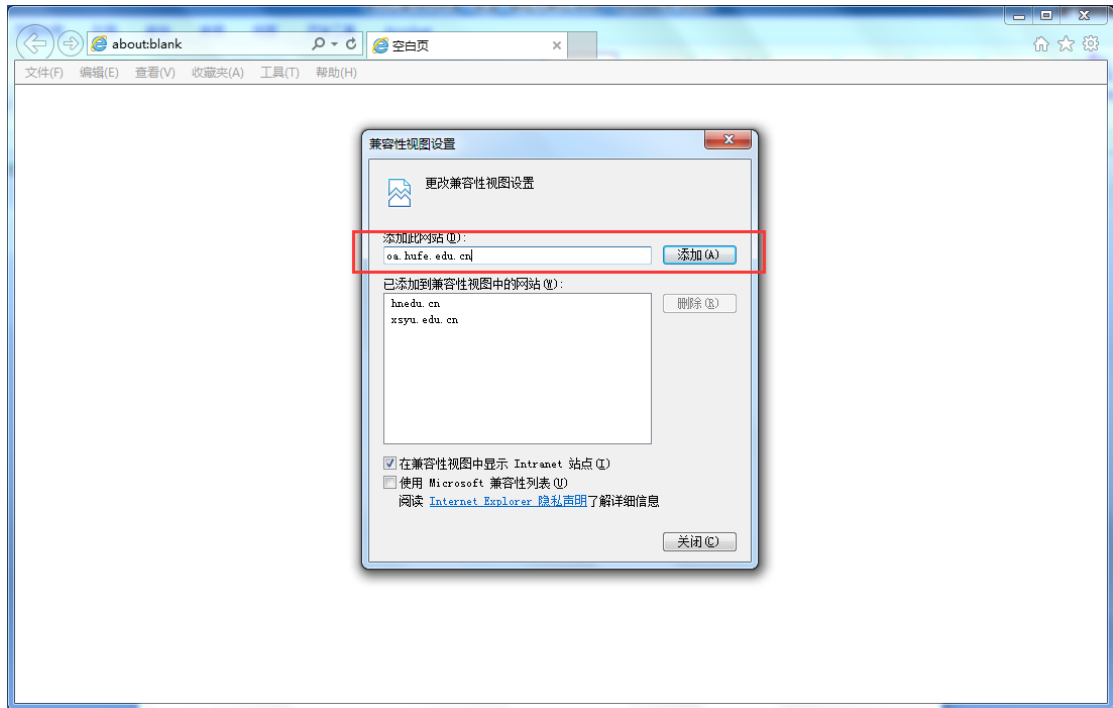 about:blank
空白页
文件(F) 编辑(E) 查看(V) 收藏夹(A) 工具(T) 帮助(H)
兼容性视图设置
更改兼容性视图设置
添加此网站(D):
oa.hufe.edu.cn 添加(A)
已添加到兼容性视图中的网站(W):
hnedu.cn 删除(R)
xsyu.edu.cn
在兼容性视图中显示 Intranet 站点(I)
使用 Microsoft 兼容性列表(U)
阅读 Internet Explorer 隐私声明了解详细信息
关闭(C)